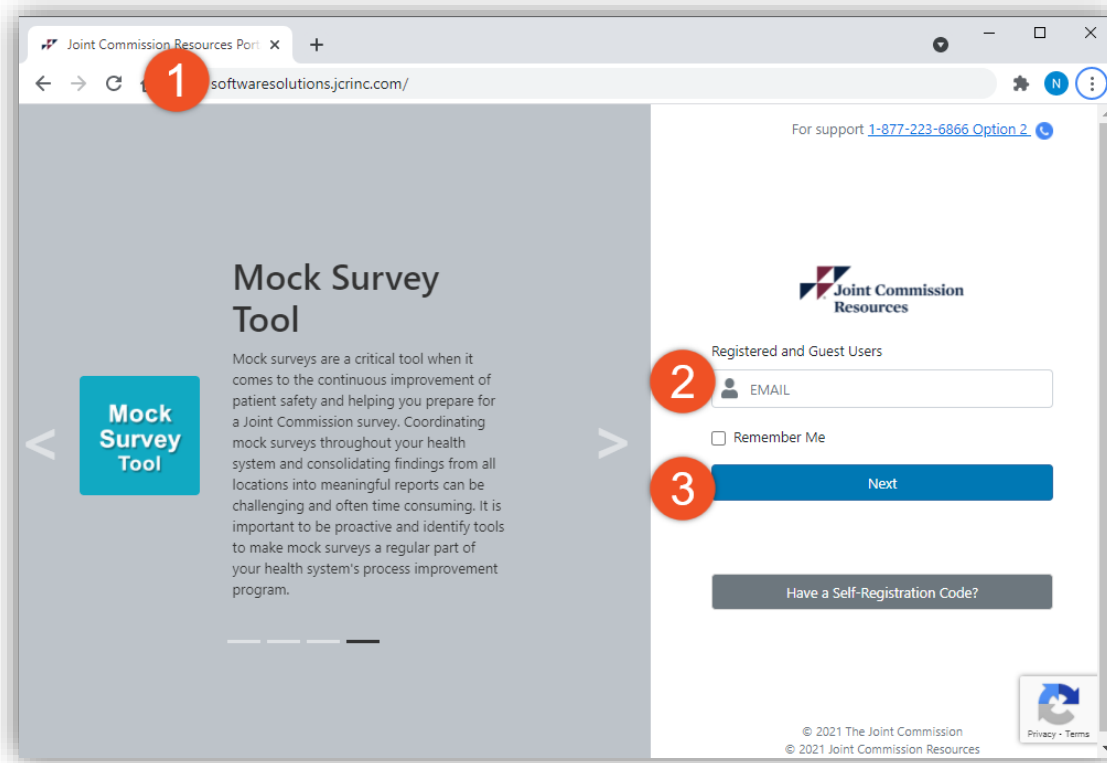 Joint Commission Resources Port
1
softwaresolutions.jcrinc.com/
N
For support 1-877-223-6866 Option 2
Mock Survey
Tool
Mock surveys are a critical tool when it
comes to the continuous improvement of
patient safety and helping you prepare for
a Joint Commission survey. Coordinating
mock surveys throughout your health
system and consolidating findings from all
locations into meaningful reports can be
challenging and often time consuming. It is
important to be proactive and identify tools
to make mock surveys a regular part of
your health system's process improvement
program.
Mock
Survey
Tool
<
>
Joint Commission
Resources
Registered and Guest Users
2
EMAIL
Remember Me
3
Next
Have a Self-Registration Code?
© 2021 The Joint Commission
© 2021 Joint Commission Resources
Privacy - Terms